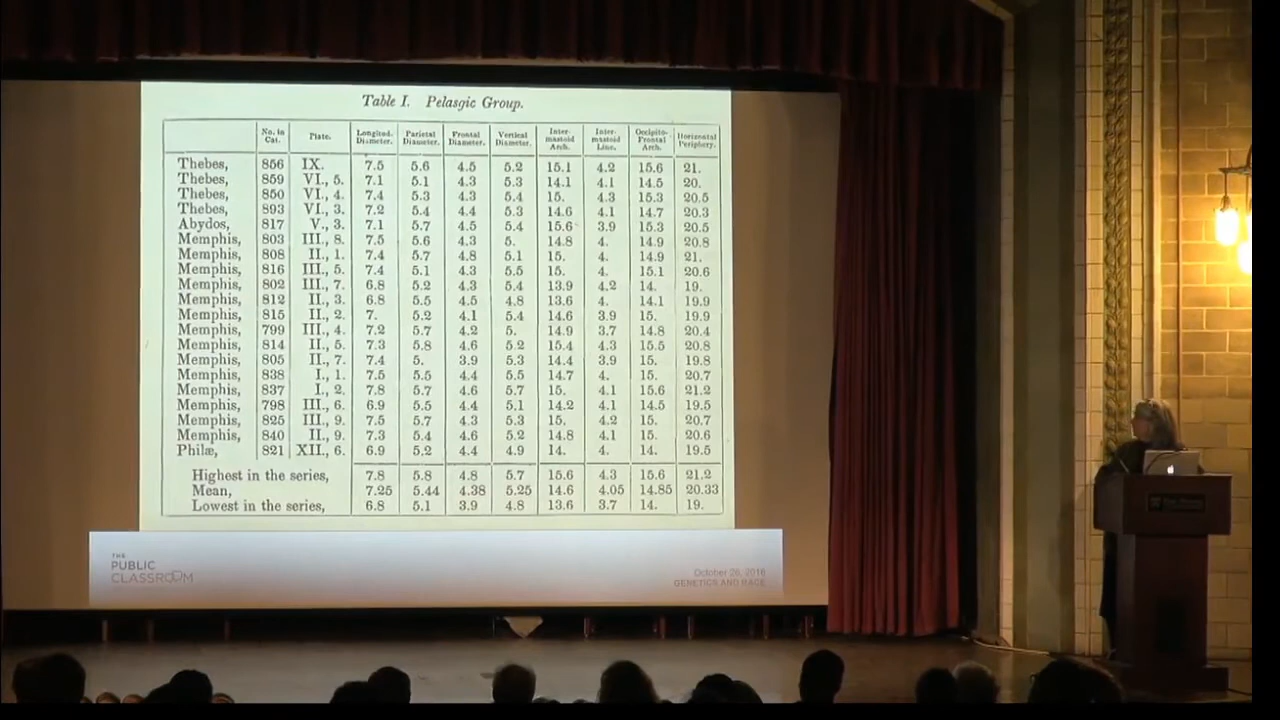 Table I. Pelasgic Group.
No. in Cat. Plate. Longitud. Diameter. Parietal Diameter. Frontal Diameter. Vertical Diameter. Inter-mastoid Arch. Inter-mastoid Line. Occipito-Frontal Arch. Horizontal Periphery.
Thebes, 856 IX. 7.5 5.6 4.5 5.2 15.1 4.2 15.6 21.
Thebes, 859 VI., 5. 7.1 5.1 4.3 5.3 14.1 4.1 14.5 20.
Thebes, 850 VI., 4. 7.4 5.3 4.3 5.4 15. 4.3 15.3 20.5
Thebes, 893 VI., 3. 7.2 5.4 4.4 5.3 14.6 4.1 14.7 20.3
Abydos, 817 V., 3. 7.1 5.7 4.5 5.4 15.6 3.9 15.3 20.5
Memphis, 803 III., 8. 7.5 5.6 4.3 5. 14.8 4. 14.9 20.8
Memphis, 808 II., 1. 7.4 5.7 4.8 5.1 15. 4. 14.9 21.
Memphis, 816 III., 5. 7.4 5.1 4.3 5.5 15. 4. 15.1 20.6
Memphis, 802 III., 7. 6.8 5.2 4.3 5.4 13.9 4.2 14. 19.
Memphis, 812 II., 3. 6.8 5.5 4.5 4.8 13.6 4. 14.1 19.9
Memphis, 815 II., 2. 7. 5.2 4.1 5.4 14.6 3.9 15. 19.9
Memphis, 799 III., 4. 7.2 5.7 4.2 5. 14.9 3.7 14.8 20.4
Memphis, 814 II., 5. 7.3 5.8 4.6 5.2 15.4 4.3 15.5 20.8
Memphis, 805 II., 7. 7.4 5. 3.9 5.3 14.4 3.9 15. 19.8
Memphis, 838 I., 1. 7.5 5.5 4.4 5.5 14.7 4. 15. 20.7
Memphis, 837 I., 2. 7.8 5.7 4.6 5.7 15. 4.1 15.6 21.2
Memphis, 798 III., 6. 6.9 5.5 4.4 5.1 14.2 4.1 14.5 19.5
Memphis, 825 III., 9. 7.5 5.7 4.3 5.3 15. 4.2 15. 20.7
Memphis, 840 II., 9. 7.3 5.4 4.6 5.2 14.8 4.1 15. 20.6
Philæ, 821 XII., 6. 6.9 5.2 4.4 4.9 14. 4. 14. 19.5
Highest in the series, 7.8 5.8 4.8 5.7 15.6 4.3 15.6 21.2
Mean, 7.25 5.44 4.38 5.25 14.6 4.05 14.85 20.33
Lowest in the series, 6.8 5.1 3.9 4.8 13.6 3.7 14. 19.
THE
PUBLIC
CLASSROOM
October 26, 2016
GENETICS AND RACE